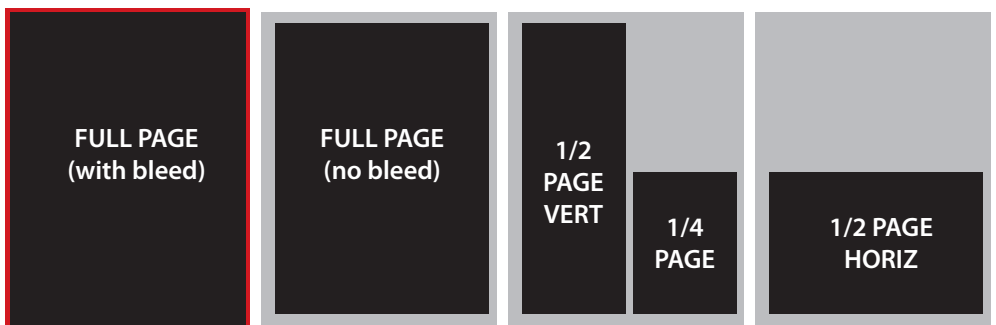 FULL PAGE
(with bleed)
FULL PAGE
(no bleed)
1/2
PAGE
VERT
1/4
PAGE
1/2 PAGE
HORIZ